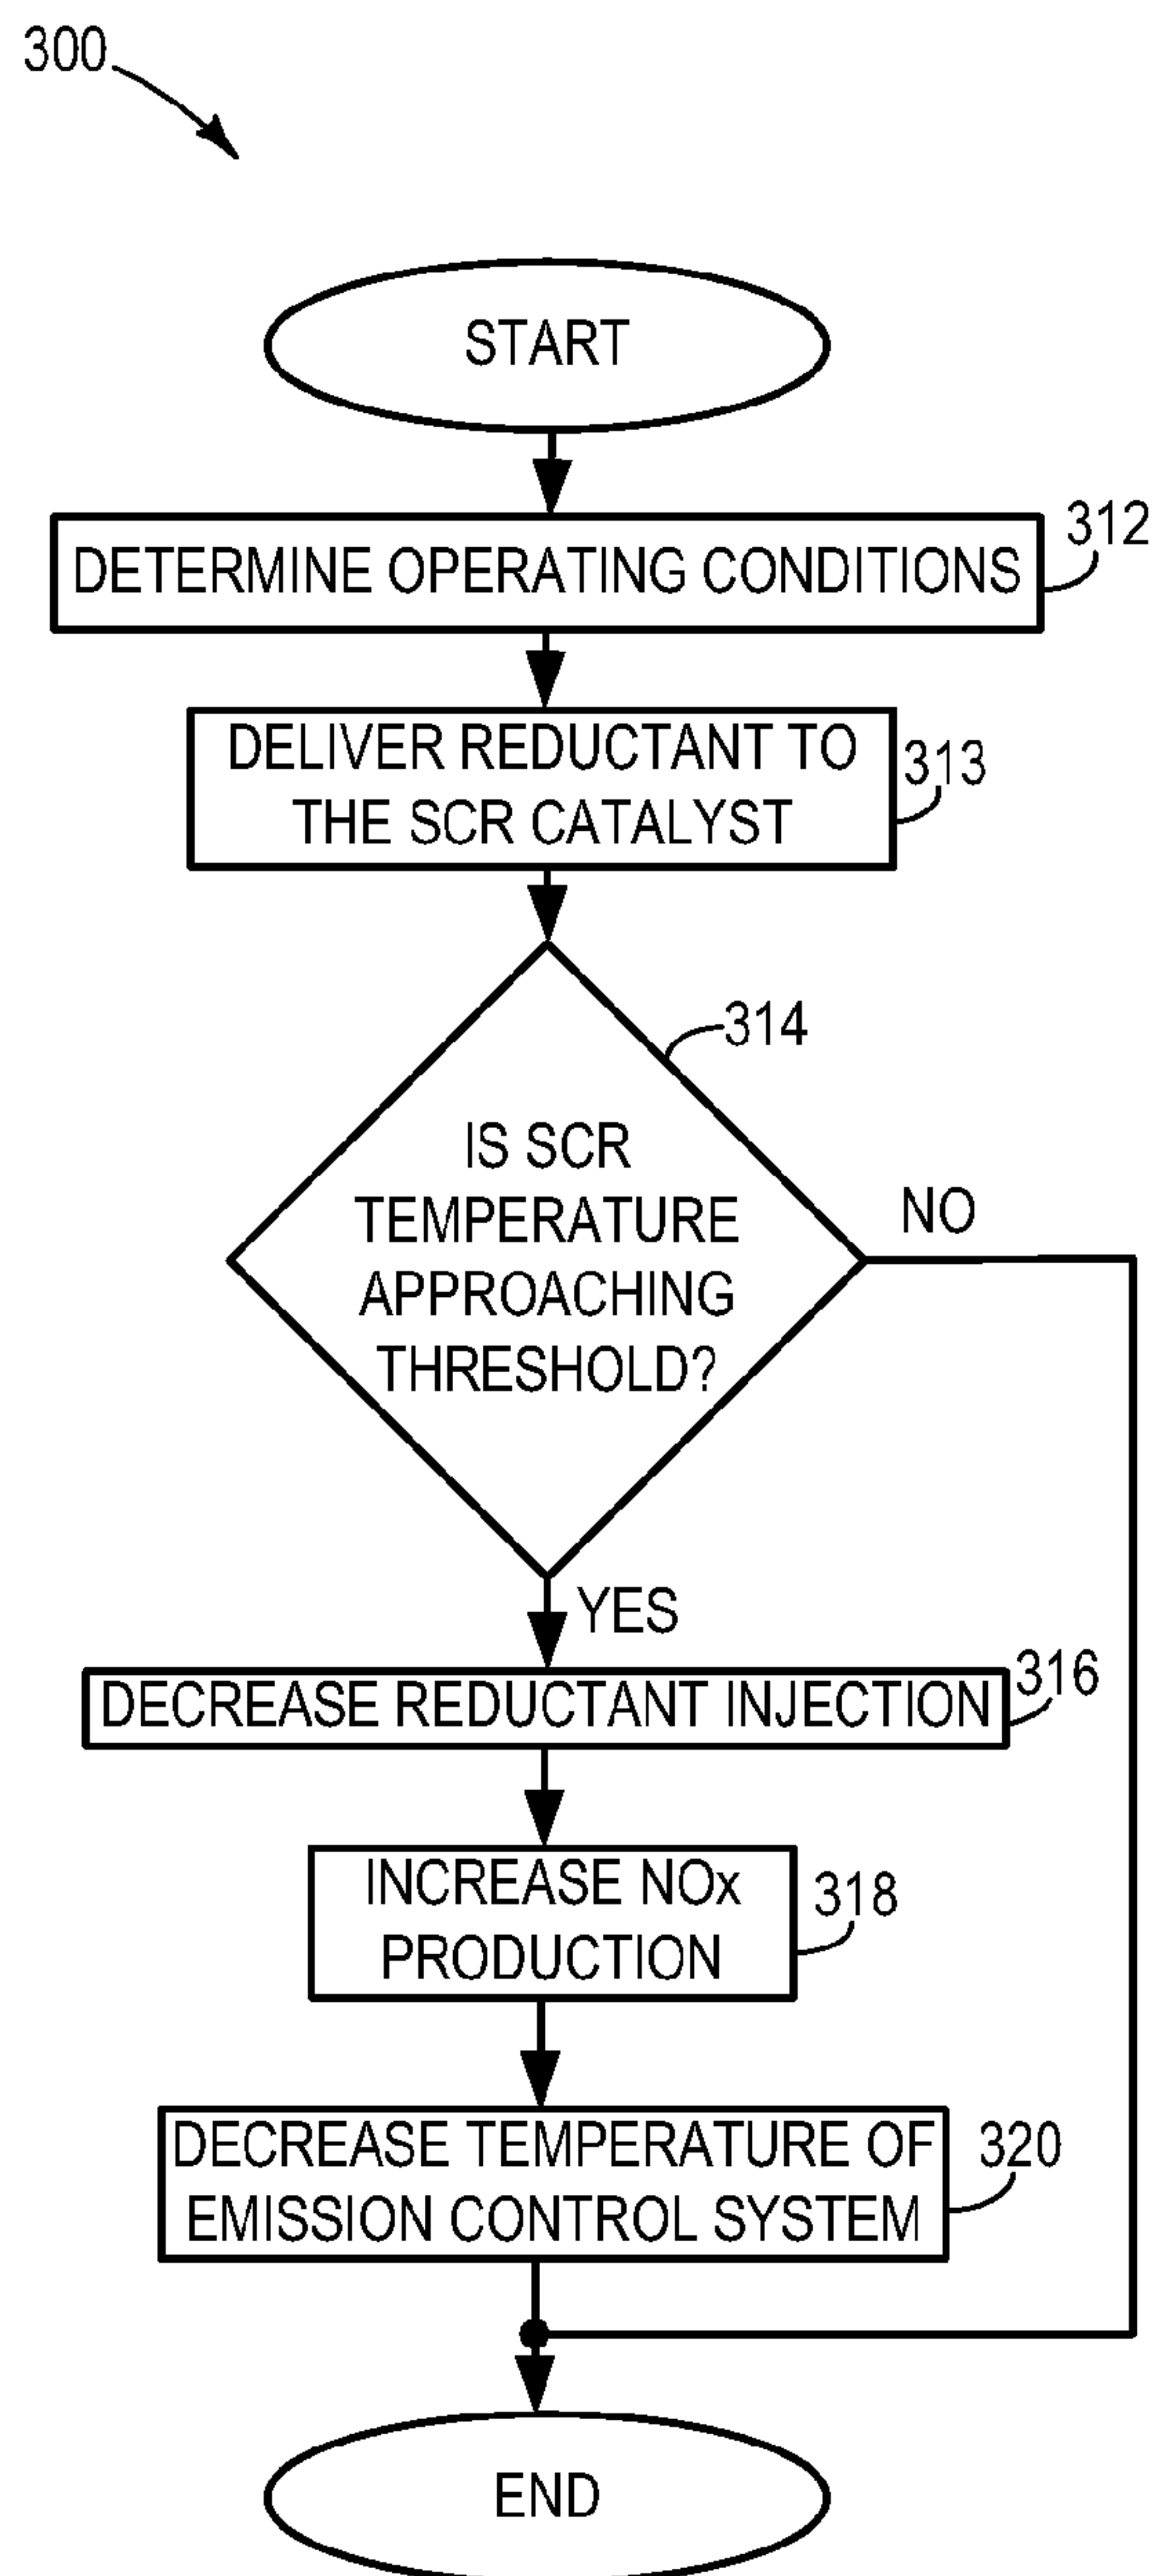 300
START
DETERMINE OPERATING CONDITIONS
312
DELIVER REDUCTANT TO
THE SCR CATALYST
313
314
IS SCR
TEMPERATURE
APPROACHING
THRESHOLD?
NO
YES
DECREASE REDUCTANT INJECTION
316
INCREASE NOx
PRODUCTION
318
DECREASE TEMPERATURE OF
EMISSION CONTROL SYSTEM
320
END